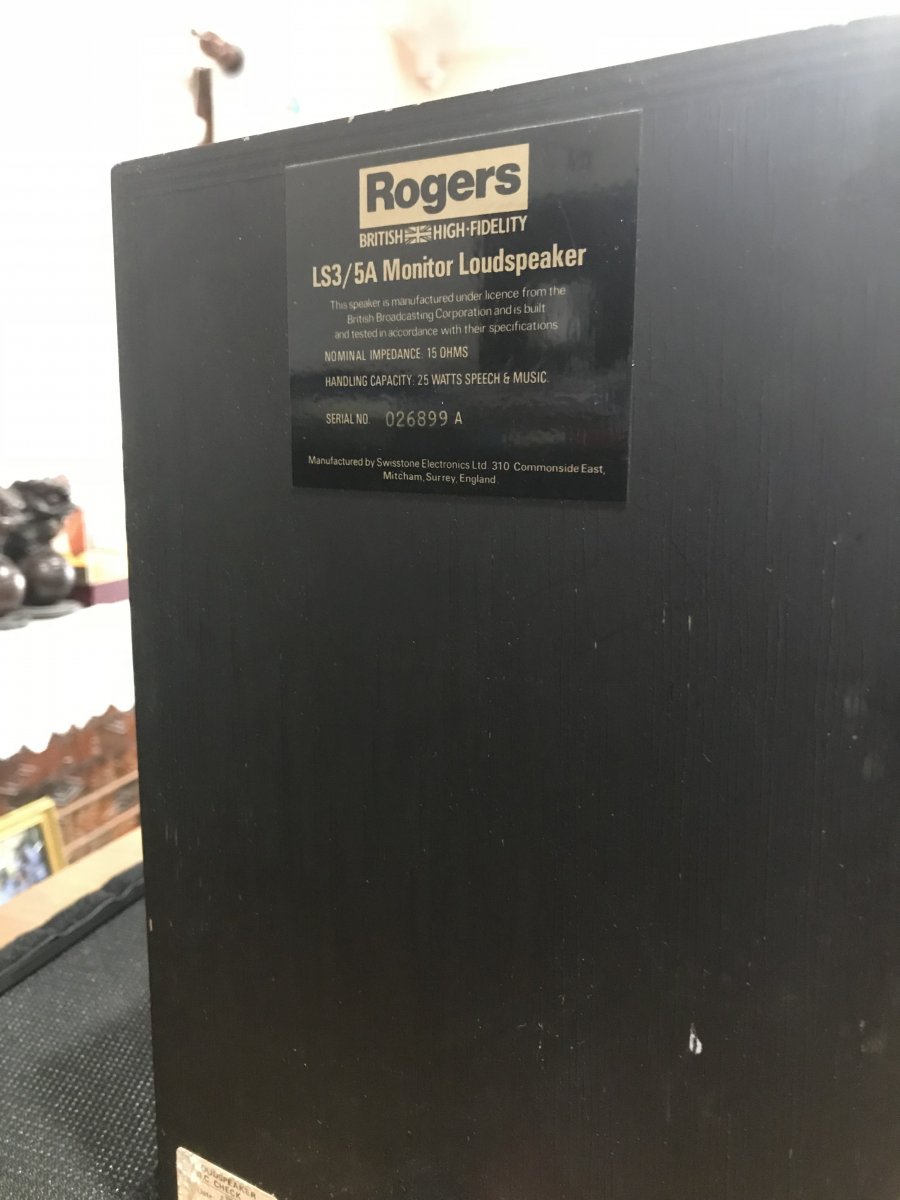 Rogers
BRITISH HIGH·FIDELITY
LS3/5A Monitor Loudspeaker
This speaker is manufactured under licence from the
British Broadcasting Corporation and is built
and tested in accordance with their specifications
NOMINAL IMPEDANCE: 15 OHMS
HANDLING CAPACITY: 25 WATTS SPEECH & MUSIC.
SERIAL NO. 026899 A
Manufactured by Swisstone Electronics Ltd. 310 Commonside East,
Mitcham, Surrey, England.
LOUDSPEAKER
Q.C. CHECK